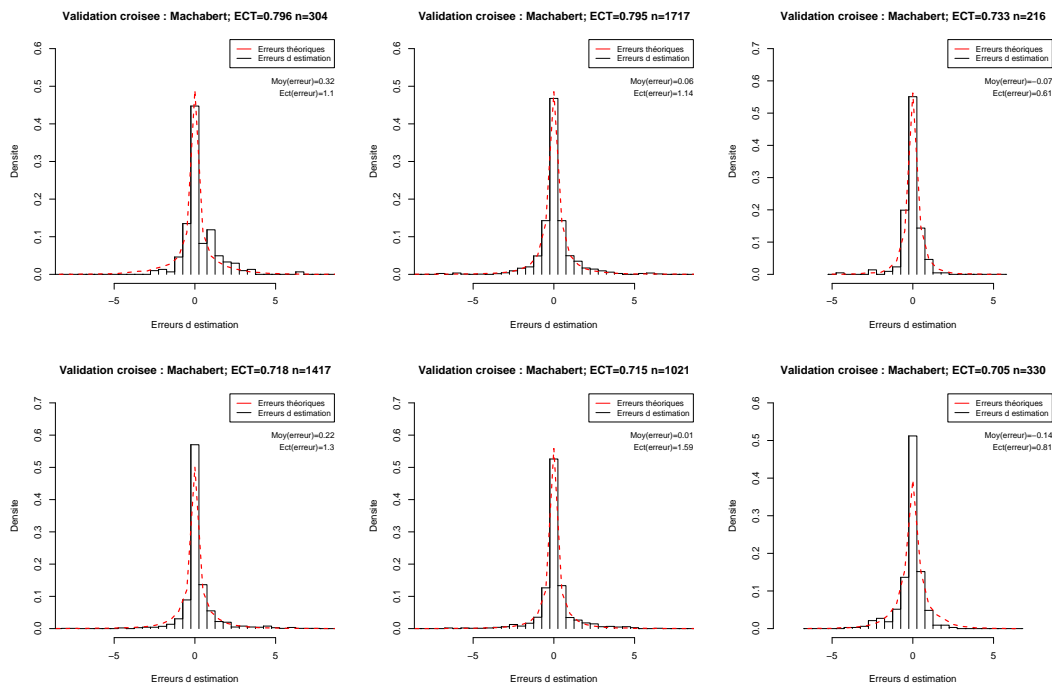 Validation croisee : Machabert; ECT=0.796 n=304
Erreurs théoriques
Erreurs d estimation
Moy(erreur)=0.32
Ect(erreur)=1.1
Densite
0.0 0.1 0.2 0.3 0.4 0.5 0.6
−5 0 5
Erreurs d estimation
Validation croisee : Machabert; ECT=0.795 n=1717
Erreurs théoriques
Erreurs d estimation
Moy(erreur)=0.06
Ect(erreur)=1.14
Densite
0.0 0.1 0.2 0.3 0.4 0.5 0.6
−5 0 5
Erreurs d estimation
Validation croisee : Machabert; ECT=0.733 n=216
Erreurs théoriques
Erreurs d estimation
Moy(erreur)=−0.07
Ect(erreur)=0.61
Densite
0.0 0.1 0.2 0.3 0.4 0.5 0.6 0.7
−5 0 5
Erreurs d estimation
Validation croisee : Machabert; ECT=0.718 n=1417
Erreurs théoriques
Erreurs d estimation
Moy(erreur)=0.22
Ect(erreur)=1.3
Densite
0.0 0.1 0.2 0.3 0.4 0.5 0.6 0.7
−5 0 5
Erreurs d estimation
Validation croisee : Machabert; ECT=0.715 n=1021
Erreurs théoriques
Erreurs d estimation
Moy(erreur)=0.01
Ect(erreur)=1.59
Densite
0.0 0.1 0.2 0.3 0.4 0.5 0.6 0.7
−5 0 5
Erreurs d estimation
Validation croisee : Machabert; ECT=0.705 n=330
Erreurs théoriques
Erreurs d estimation
Moy(erreur)=−0.14
Ect(erreur)=0.81
Densite
0.0 0.1 0.2 0.3 0.4 0.5 0.6 0.7
−5 0 5
Erreurs d estimation